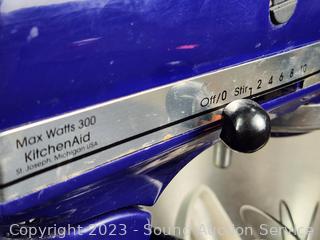 Off/0 Stir 2 4 6 8 10
Max Watts 300
KitchenAid
St. Joseph, Michigan USA
Copyright 2023 - Sound Auction Service